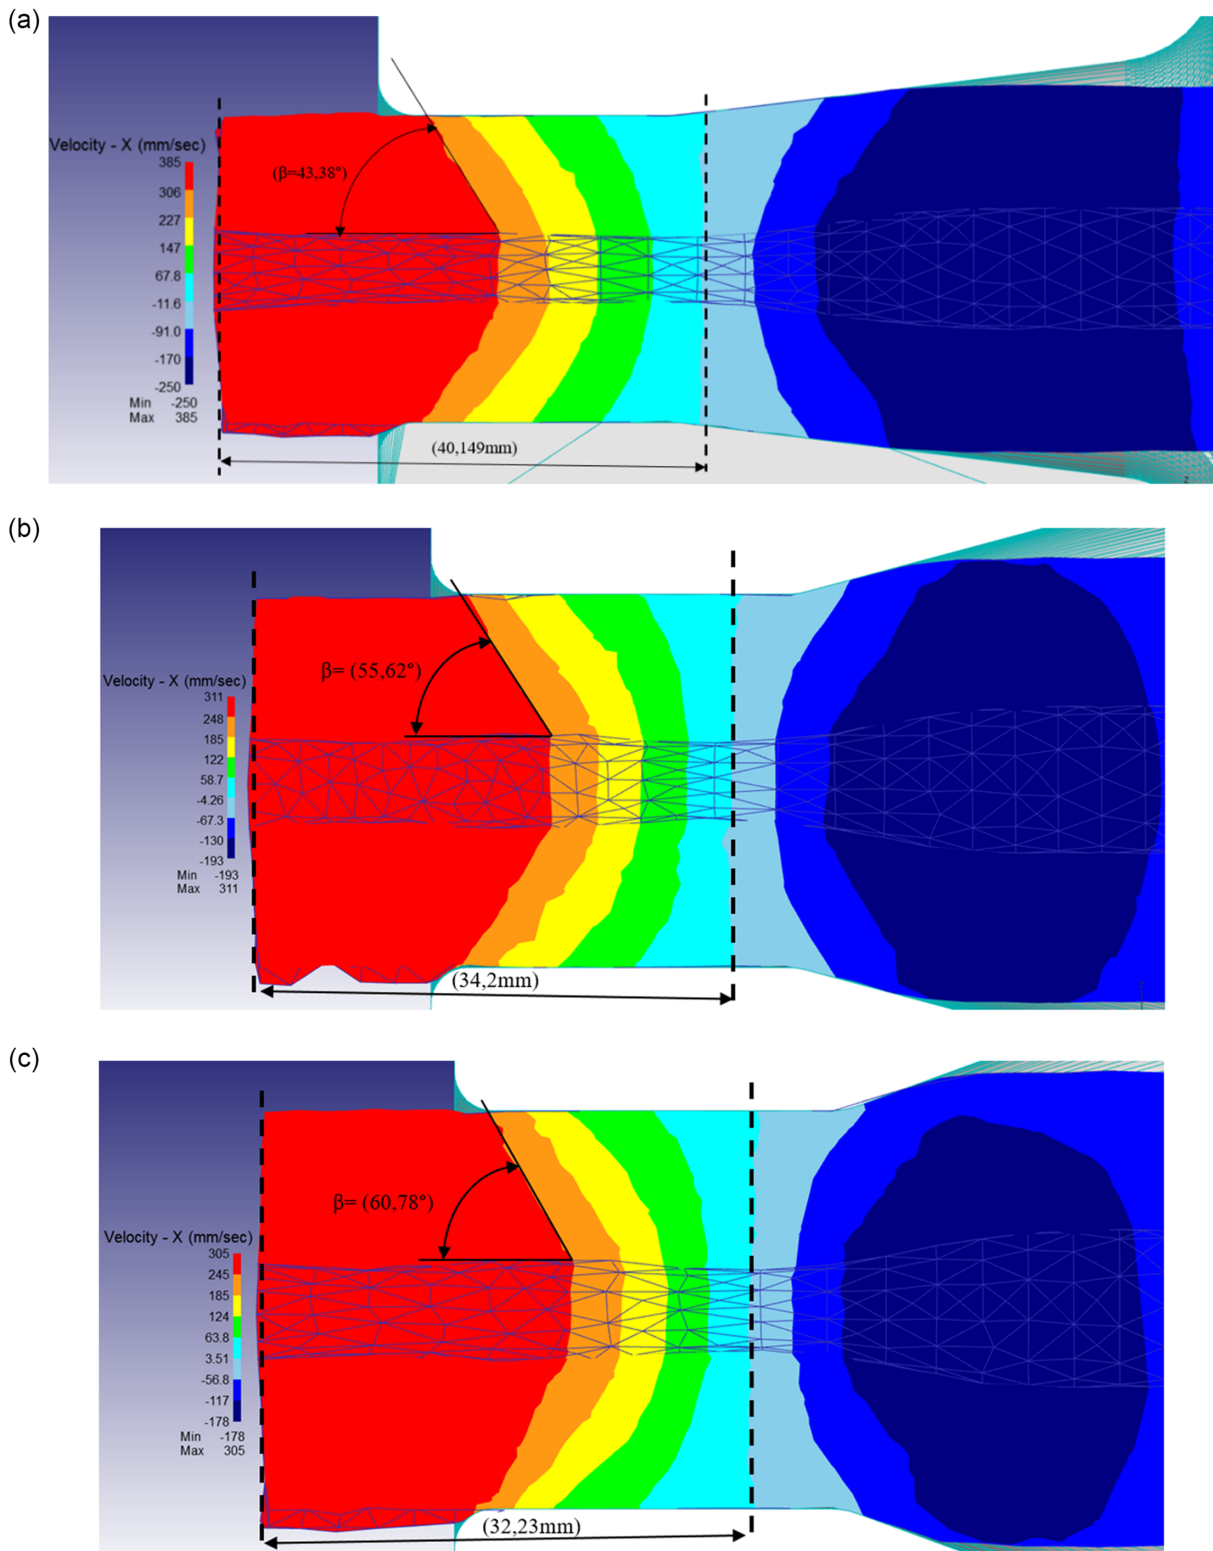 (a)
Velocity - X (mm/sec)
385
306
227
147
67.8
-11.6
-91.0
-170
-250
Min -250
Max 385
(β=43,38°)
(40,149mm)
z
(b)
Velocity - X (mm/sec)
311
248
185
122
58.7
-4.26
-67.3
-130
-193
Min -193
Max 311
β= (55,62°)
(34,2mm)
(c)
Velocity - X (mm/sec)
305
245
185
124
63.8
3.51
-56.8
-117
-178
Min -178
Max 305
β= (60,78°)
(32,23mm)